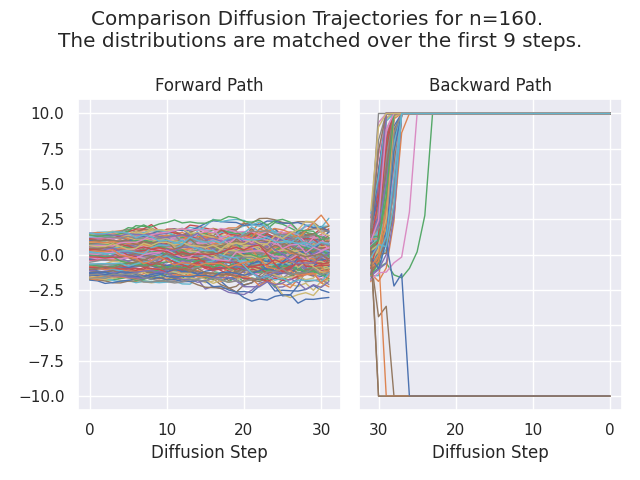 Comparison Diffusion Trajectories for n=160.
The distributions are matched over the first 9 steps.
Forward Path
Backward Path
10.0
7.5
5.0
2.5
0.0
−2.5
−5.0
−7.5
−10.0
0 10 20 30
30 20 10 0
Diffusion Step
Diffusion Step